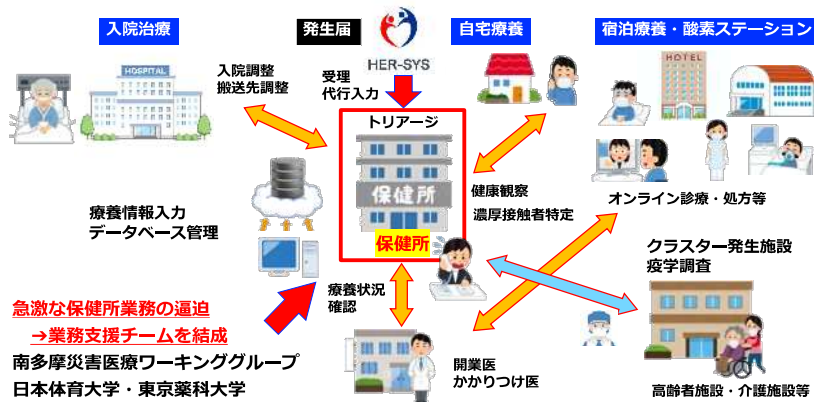 入院治療
発生届
自宅療養
宿泊療養・酸素ステーション
HER-SYS
HOSPITAL
HOTEL
入院調整
搬送先調整
受理
代行入力
トリアージ
保健所
保健所
健康観察
濃厚接触者特定
オンライン診療・処方等
療養情報入力
データベース管理
クラスター発生施設
疫学調査
療養状況
確認
急激な保健所業務の逼迫
→業務支援チームを結成
南多摩災害医療ワーキンググループ
日本体育大学・東京薬科大学
開業医
かかりつけ医
高齢者施設・介護施設等